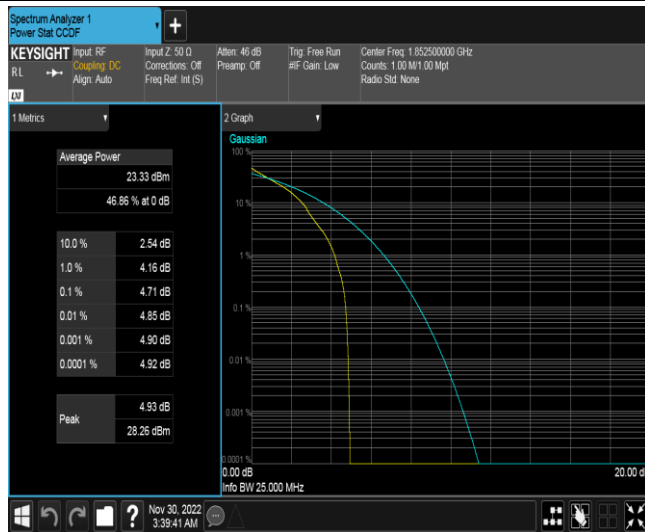 Spectrum Analyzer 1
Power Stat CCDF
+
KEYSIGHT
RL
LXI
Input: RF
Coupling: DC
Align: Auto
Input Z: 50 Ω
Corrections: Off
Freq Ref: Int (S)
Atten: 46 dB
Preamp: Off
Trig: Free Run
#IF Gain: Low
Center Freq: 1.852500000 GHz
Counts: 1.00 M/1.00 Mpt
Radio Std: None
1 Metrics
Average Power
23.33 dBm
46.86 % at 0 dB
10.0 % 2.54 dB
1.0 % 4.16 dB
0.1 % 4.71 dB
0.01 % 4.85 dB
0.001 % 4.90 dB
0.0001 % 4.92 dB
Peak
4.93 dB
28.26 dBm
2 Graph
Gaussian
100 %
10 %
1 %
0.1 %
0.01 %
0.001 %
0.0001 %
0.00 dB
20.00 d
Info BW 25.000 MHz
?
Nov 30, 2022
3:39:41 AM